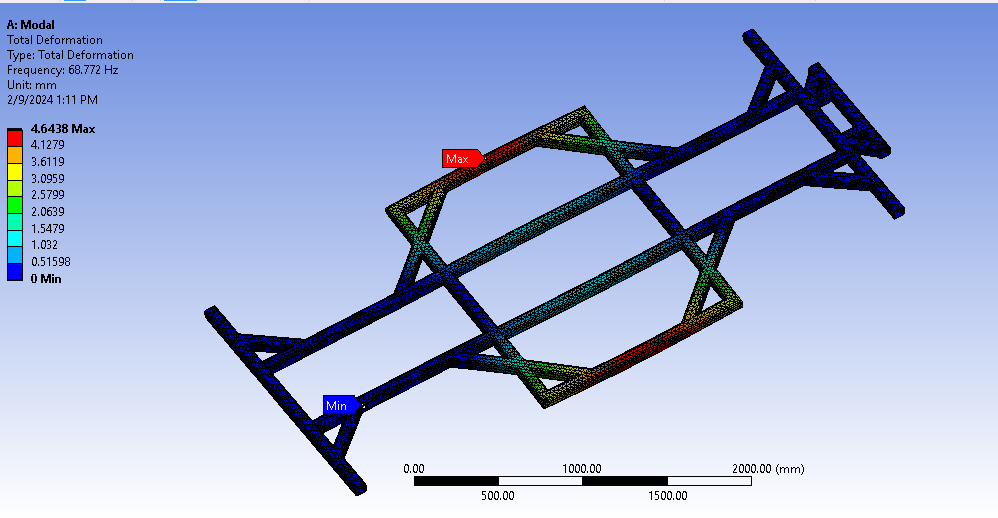 A: Modal
Total Deformation
Type: Total Deformation
Frequency: 68.772 Hz
Unit: mm
2/9/2024 1:11 PM
4.6438 Max
4.1279
3.6119
3.0959
2.5799
2.0639
1.5479
1.032
0.51598
0 Min
Max
Min
0.00 1000.00 2000.00 (mm)
500.00 1500.00